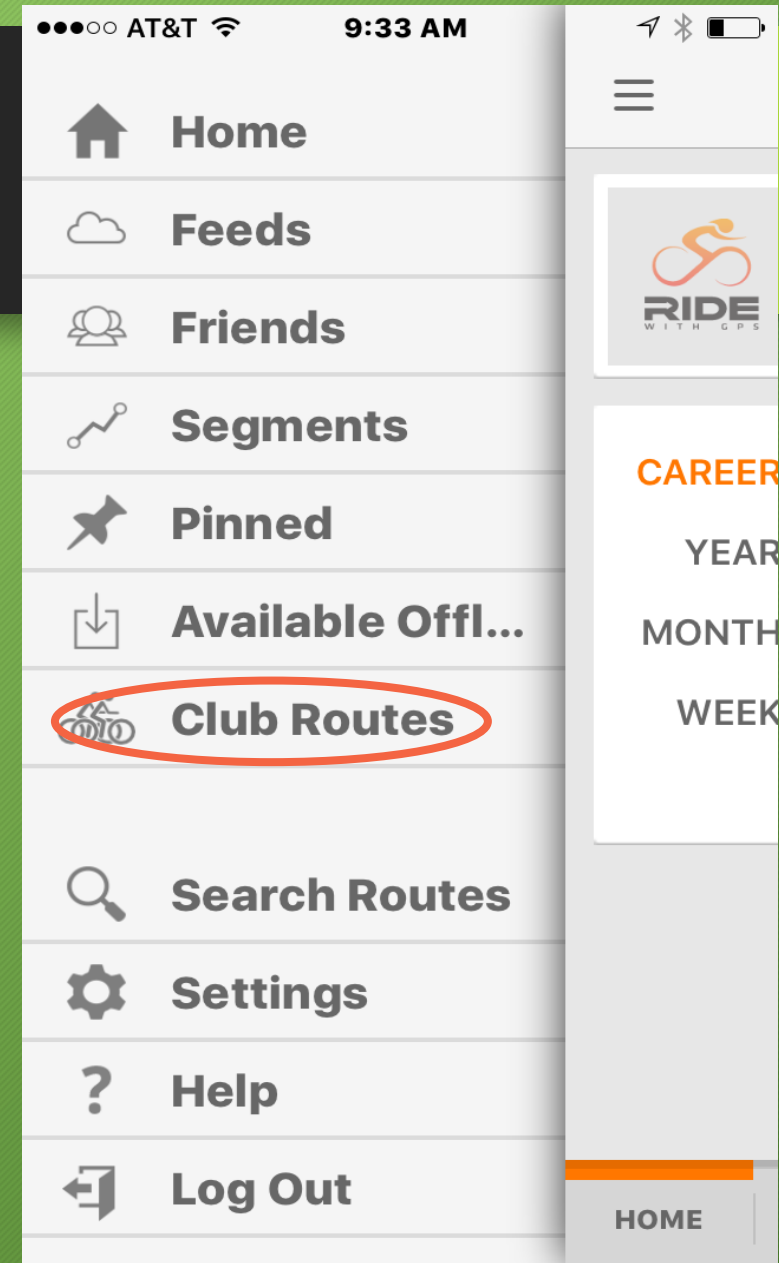 ●●●○○ AT&T 9:33 AM
Home
Feeds
Friends
Segments
Pinned
Available Offl...
Club Routes
Search Routes
Settings
? Help
Log Out
RIDE
WITH GPS
CAREER
YEAR
MONTH
WEEK
HOME